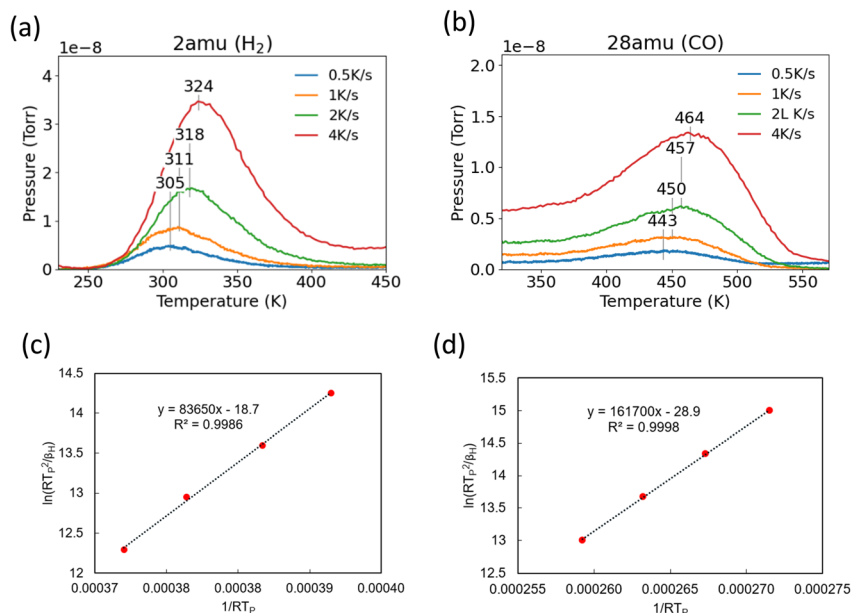 (a)
2amu (H₂)
1e−8
4
3
2
1
0
Pressure (Torr)
250
300
350
400
450
Temperature (K)
0.5K/s
1K/s
2K/s
4K/s
324
318
311
305
(b)
28amu (CO)
1e−8
2.0
1.5
1.0
0.5
0.0
Pressure (Torr)
350
400
450
500
550
Temperature (K)
0.5K/s
1K/s
2L K/s
4K/s
464
457
450
443
(c)
14.5
14
13.5
13
12.5
12
ln(RTₚ²/βH)
y = 83650x - 18.7
R² = 0.9986
0.00037
0.00038
0.00038
0.00039
0.00039
0.00040
1/RTₚ
(d)
15.5
15
14.5
14
13.5
13
12.5
ln(RTₚ²/βH)
y = 161700x - 28.9
R² = 0.9998
0.000255
0.000260
0.000265
0.000270
0.000275
1/RTₚ